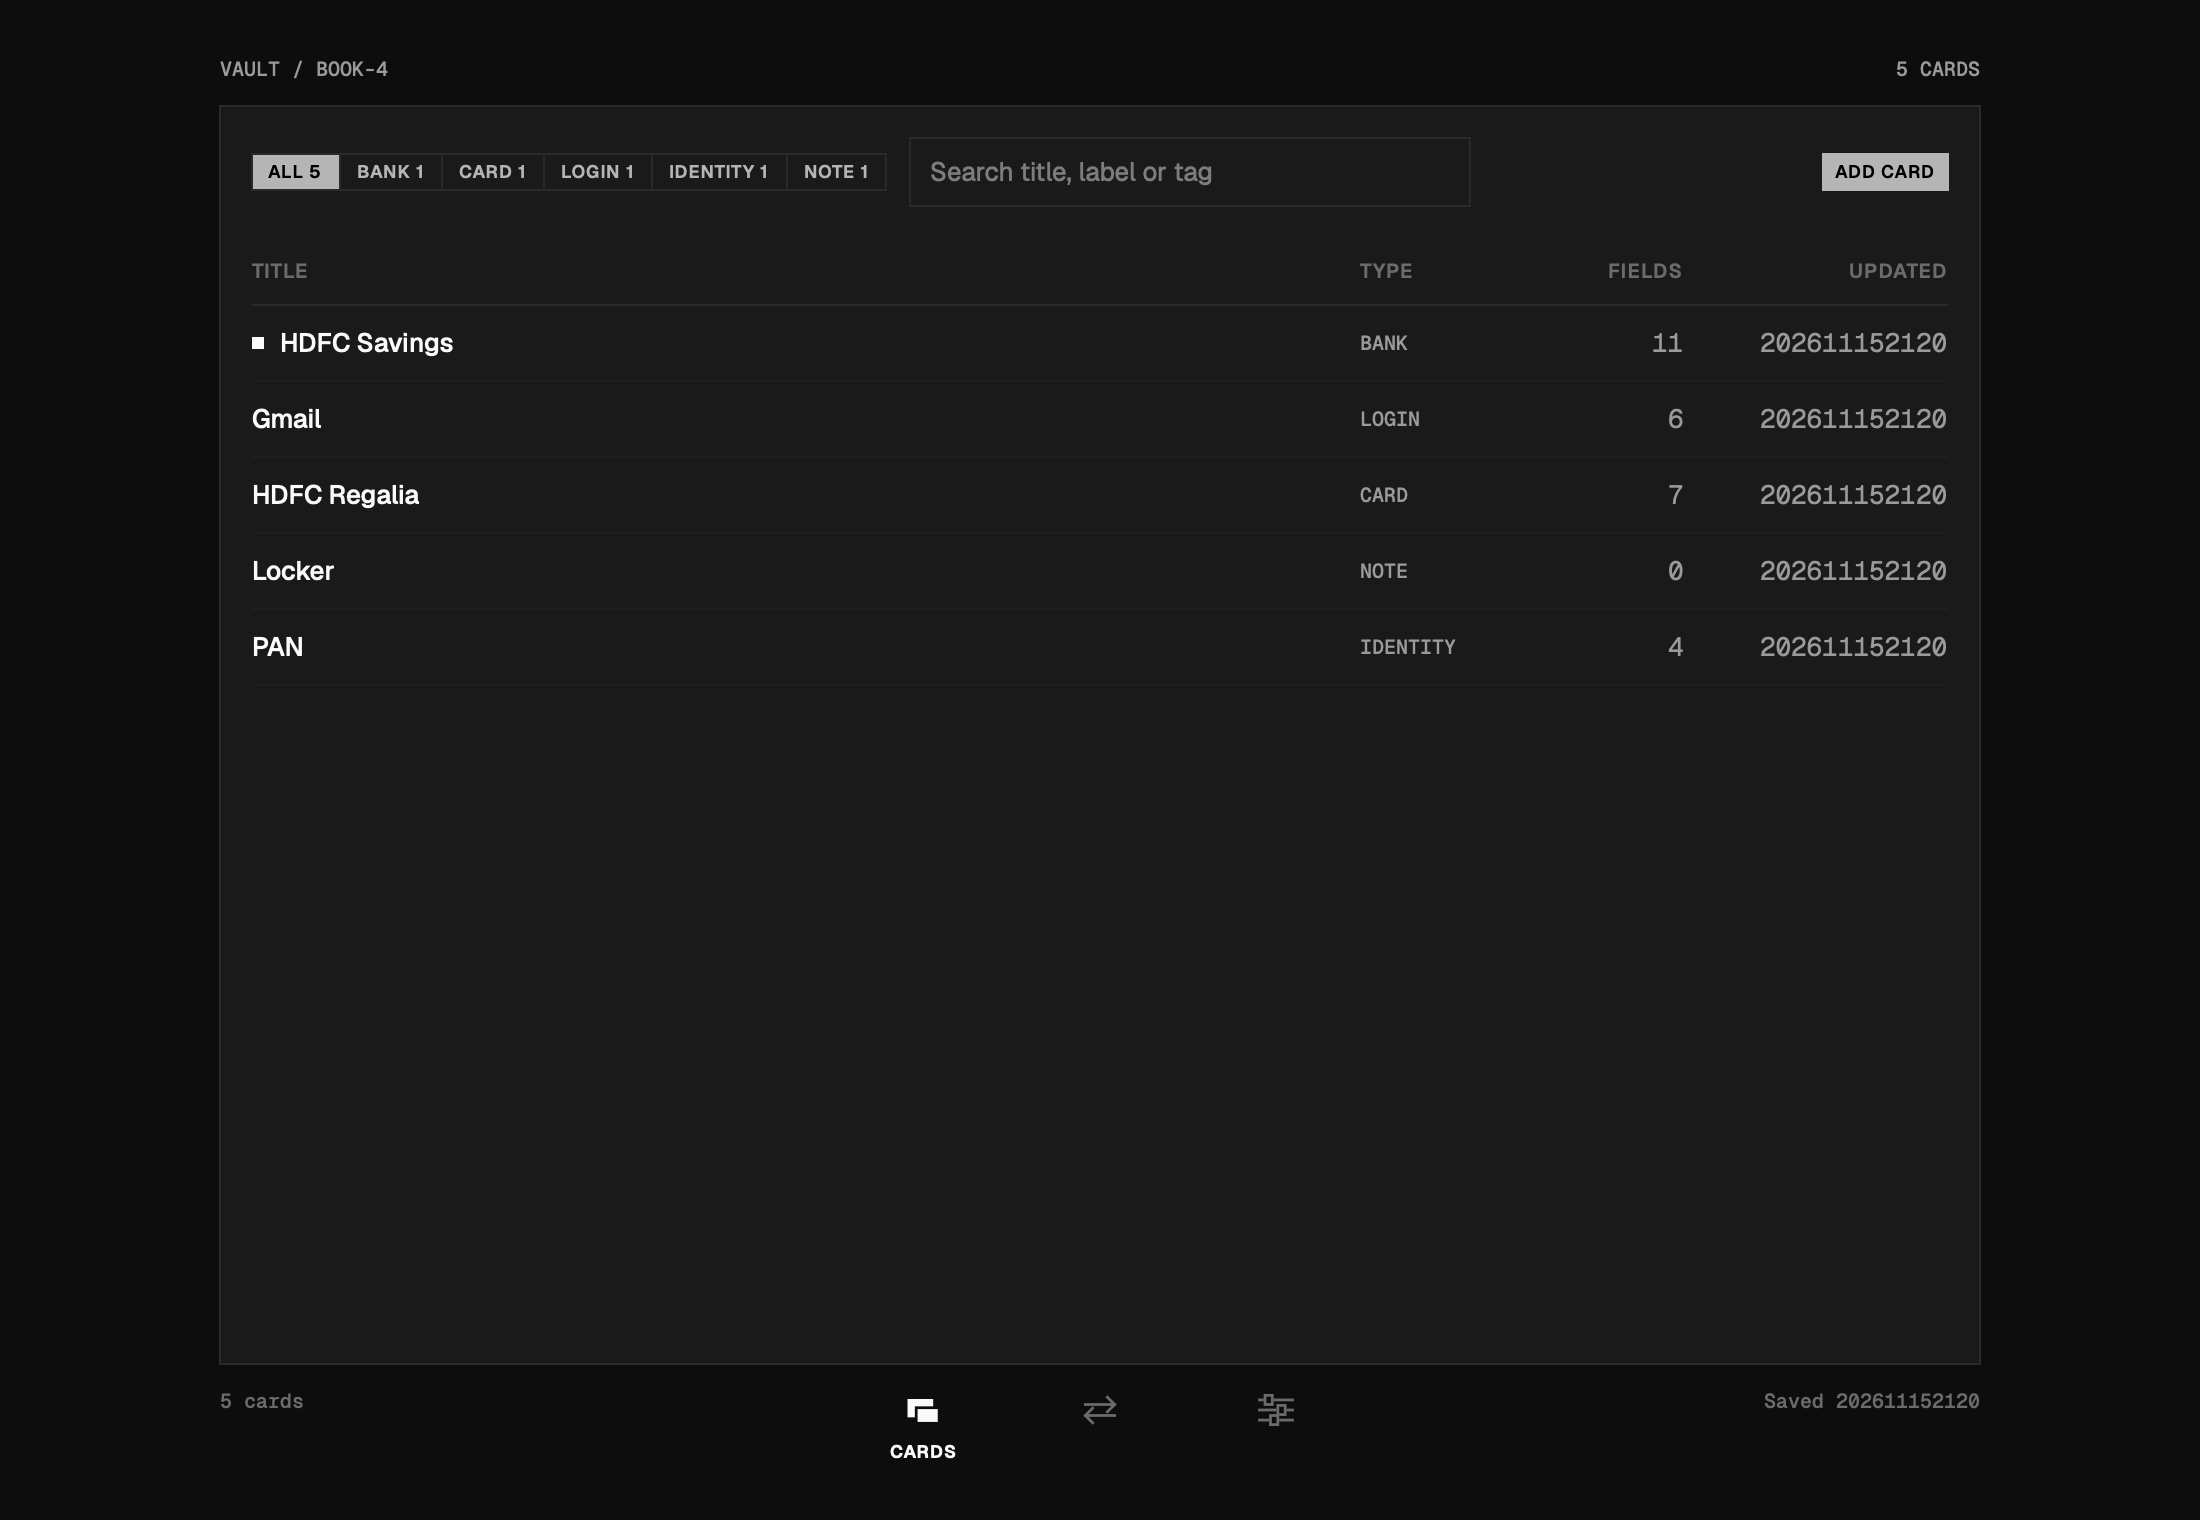 VAULT / BOOK-4 5 CARDS
ALL 5 BANK 1 CARD 1 LOGIN 1 IDENTITY 1 NOTE 1 Search title, label or tag ADD CARD
TITLE TYPE FIELDS UPDATED
HDFC Savings BANK 11 202611152120
Gmail LOGIN 6 202611152120
HDFC Regalia CARD 7 202611152120
Locker NOTE 0 202611152120
PAN IDENTITY 4 202611152120
5 cards Saved 202611152120
CARDS